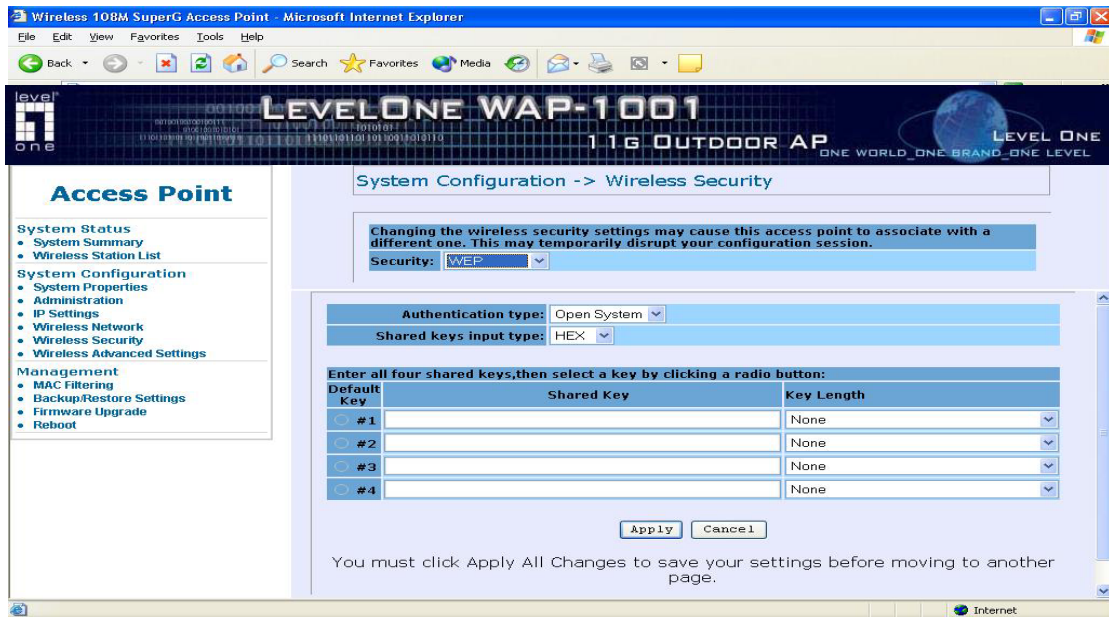 Wireless 108M SuperG Access Point - Microsoft Internet Explorer
File Edit View Favorites Tools Help
Back Search Favorites Media
level
one
LEVELONE WAP-1001
11G OUTDOOR AP
LEVEL ONE
ONE WORLD_ONE BRAND_ONE LEVEL
Access Point
System Status
System Summary
Wireless Station List
System Configuration
System Properties
Administration
IP Settings
Wireless Network
Wireless Security
Wireless Advanced Settings
Management
MAC Filtering
Backup/Restore Settings
Firmware Upgrade
Reboot
System Configuration -> Wireless Security
Changing the wireless security settings may cause this access point to associate with a
different one. This may temporarily disrupt your configuration session.
Security: WEP
Authentication type: Open System
Shared keys input type: HEX
Enter all four shared keys,then select a key by clicking a radio button:
Default Key Shared Key Key Length
#1 None
#2 None
#3 None
#4 None
Apply Cancel
You must click Apply All Changes to save your settings before moving to another
page.
Internet